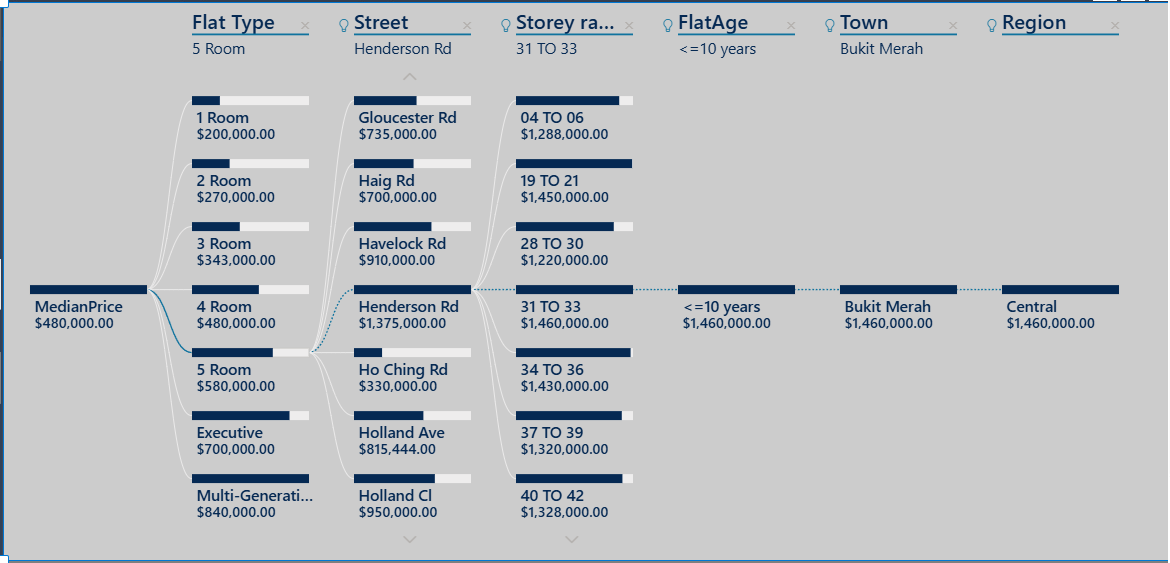 Flat Type
5 Room
Street
Henderson Rd
Storey ra...
31 TO 33
FlatAge
<=10 years
Town
Bukit Merah
Region
MedianPrice
$480,000.00
1 Room
$200,000.00
2 Room
$270,000.00
3 Room
$343,000.00
4 Room
$480,000.00
5 Room
$580,000.00
Executive
$700,000.00
Multi-Generati...
$840,000.00
Gloucester Rd
$735,000.00
Haig Rd
$700,000.00
Havelock Rd
$910,000.00
Henderson Rd
$1,375,000.00
Ho Ching Rd
$330,000.00
Holland Ave
$815,444.00
Holland Cl
$950,000.00
04 TO 06
$1,288,000.00
19 TO 21
$1,450,000.00
28 TO 30
$1,220,000.00
31 TO 33
$1,460,000.00
34 TO 36
$1,430,000.00
37 TO 39
$1,320,000.00
40 TO 42
$1,328,000.00
<=10 years
$1,460,000.00
Bukit Merah
$1,460,000.00
Central
$1,460,000.00